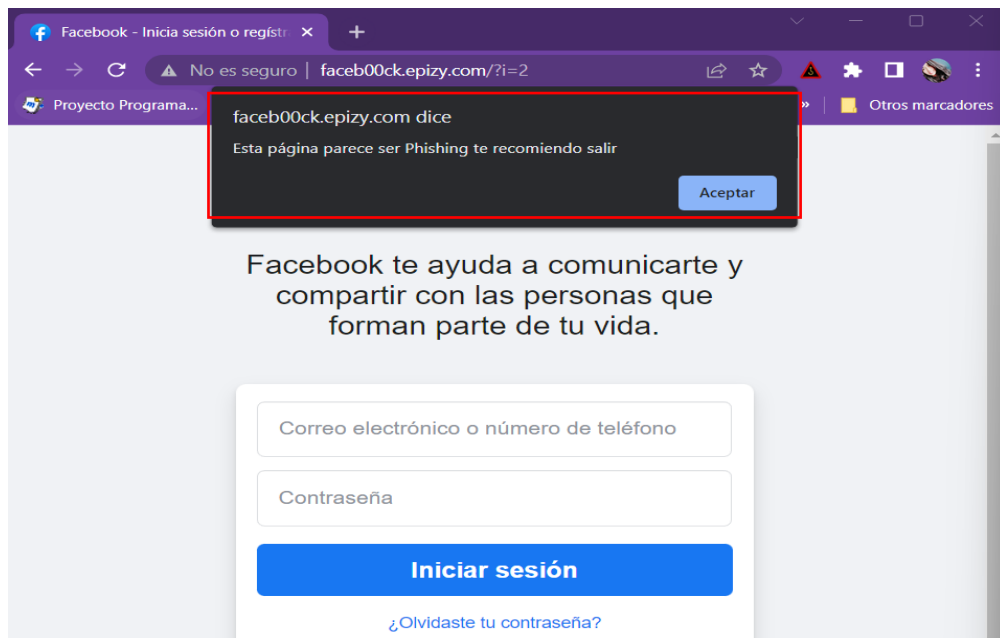 Facebook - Inicia sesión o regístr
No es seguro | faceb00ck.epizy.com/?i=2
Proyecto Programa... » Otros marcadores
faceb00ck.epizy.com dice
Esta página parece ser Phishing te recomiendo salir
Aceptar
Facebook te ayuda a comunicarte y
compartir con las personas que
forman parte de tu vida.
Correo electrónico o número de teléfono
Contraseña
Iniciar sesión
¿Olvidaste tu contraseña?